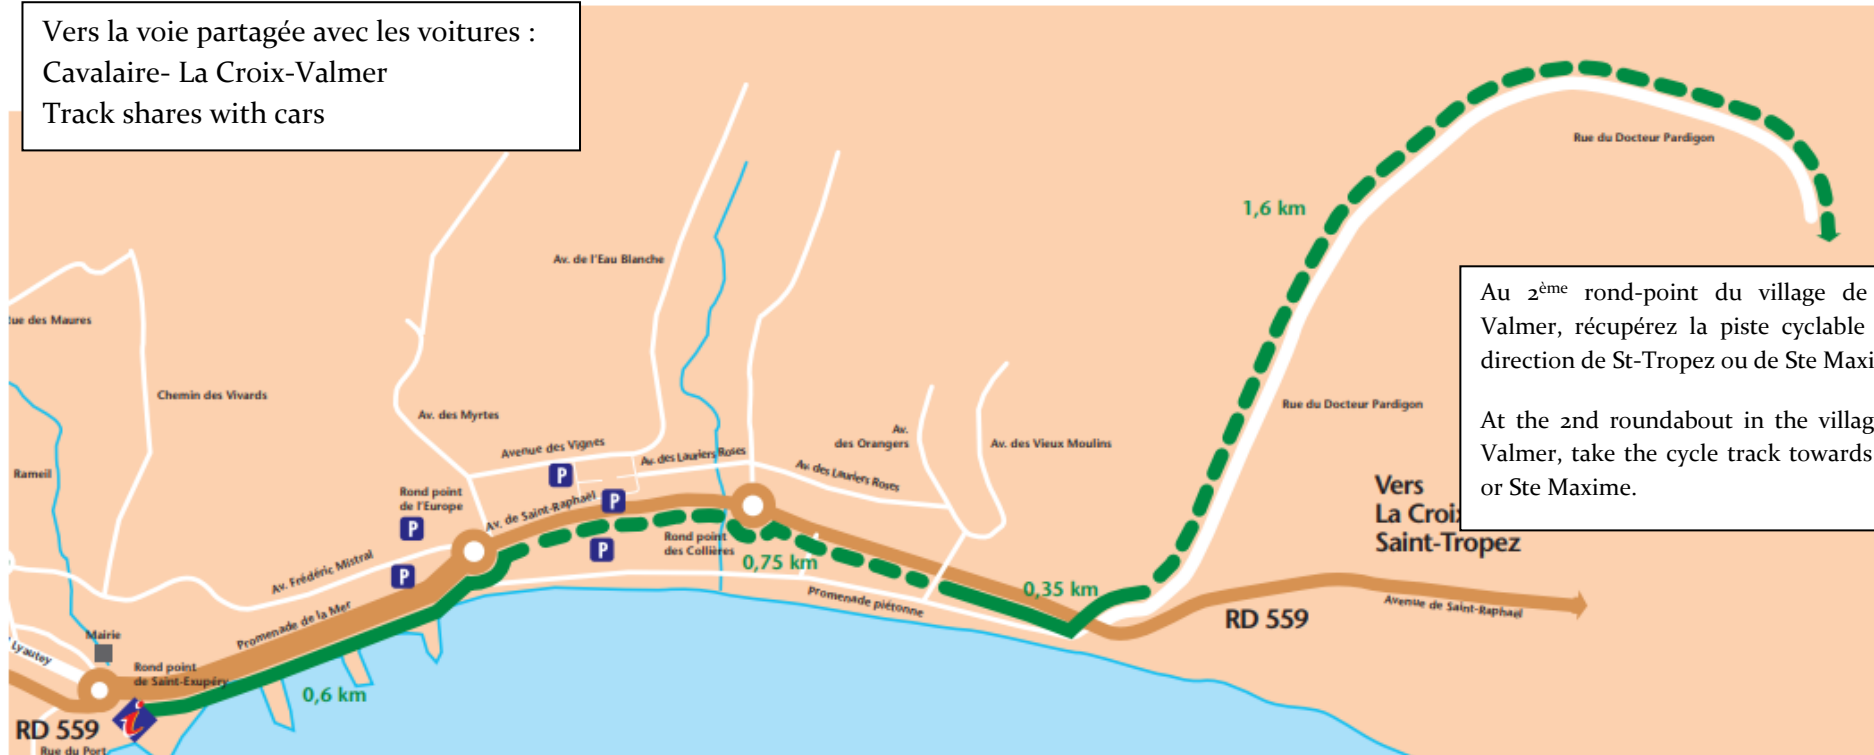 Vers la voie partagée avec les voitures :
Cavalaire- La Croix-Valmer
Track shares with cars
Rue du Docteur Pardigon
1,6 km
Av. de l'Eau Blanche
des Maures
Chemin des Vivards
Av. des Myrtes
Avenue des Vignes
Av. des Lauriers Roses
Av. des Lauriers Roses
Av.
des Orangers
Av. des Vieux Moulins
Rue du Docteur Pardigon
Au 2ème rond-point du village de
Valmer, récupérez la piste cyclable
direction de St-Tropez ou de Ste
At the 2nd roundabout in the
Valmer, take the cycle track towards
or Ste Maxime.
Vers
La
Saint-Tropez
Rameil
Rond point
de l'Europe
P
P
P
P
P
Av. de Saint-Raphaël
Rond point
des Collières
0,75 km
0,35 km
Av. Frédéric Mistral
Promenade de la Mer
Promenade piétonne
RD 559
Avenue de Saint-Raphaël
Mairie
Lyautey
Rond point
de Saint-Exupéry
0,6 km
RD 559
i
Rue du Port